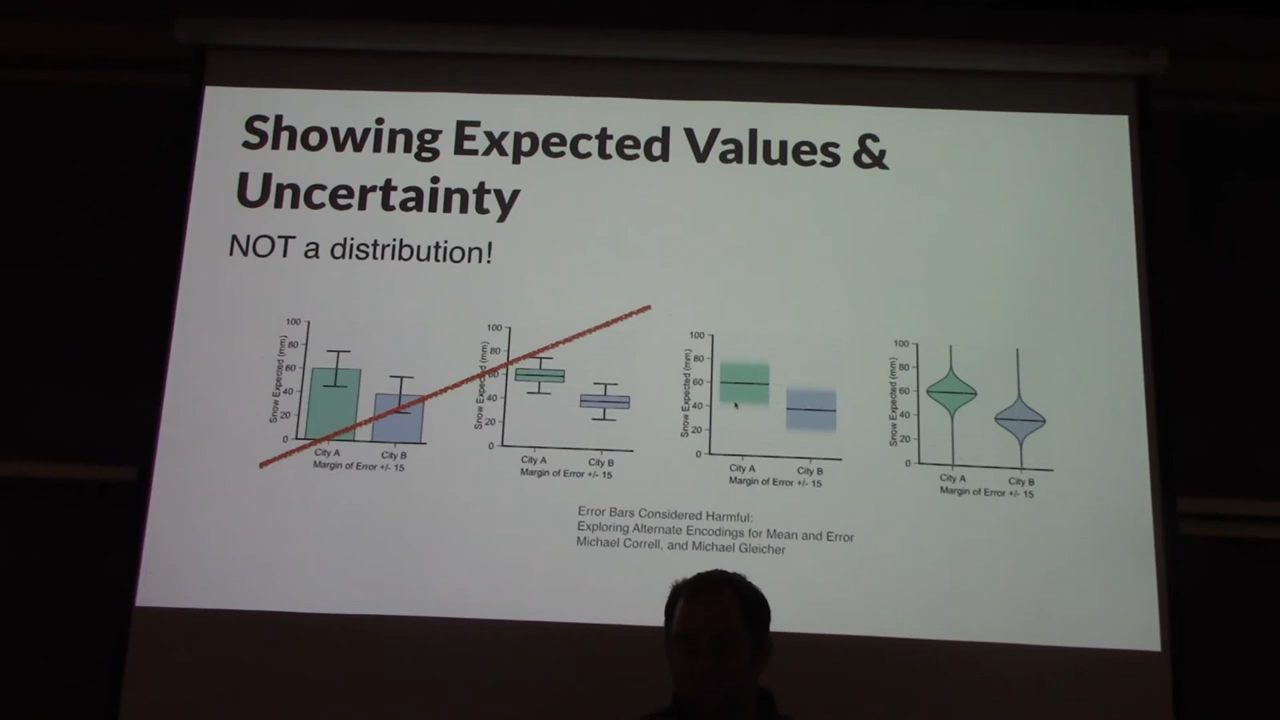 Showing Expected Values &
Uncertainty
NOT a distribution!
100
80
60
40
20
0
Snow Expected (mm)
City A
City B
Margin of Error +/- 15
100
80
60
40
20
0
Snow Expected (mm)
City A
City B
Margin of Error +/- 15
100
80
60
40
20
0
Snow Expected (mm)
City A
City B
Margin of Error +/- 15
100
80
60
40
20
0
Snow Expected (mm)
City A
City B
Margin of Error +/- 15
Error Bars Considered Harmful:
Exploring Alternate Encodings for Mean and Error
Michael Correll, and Michael Gleicher